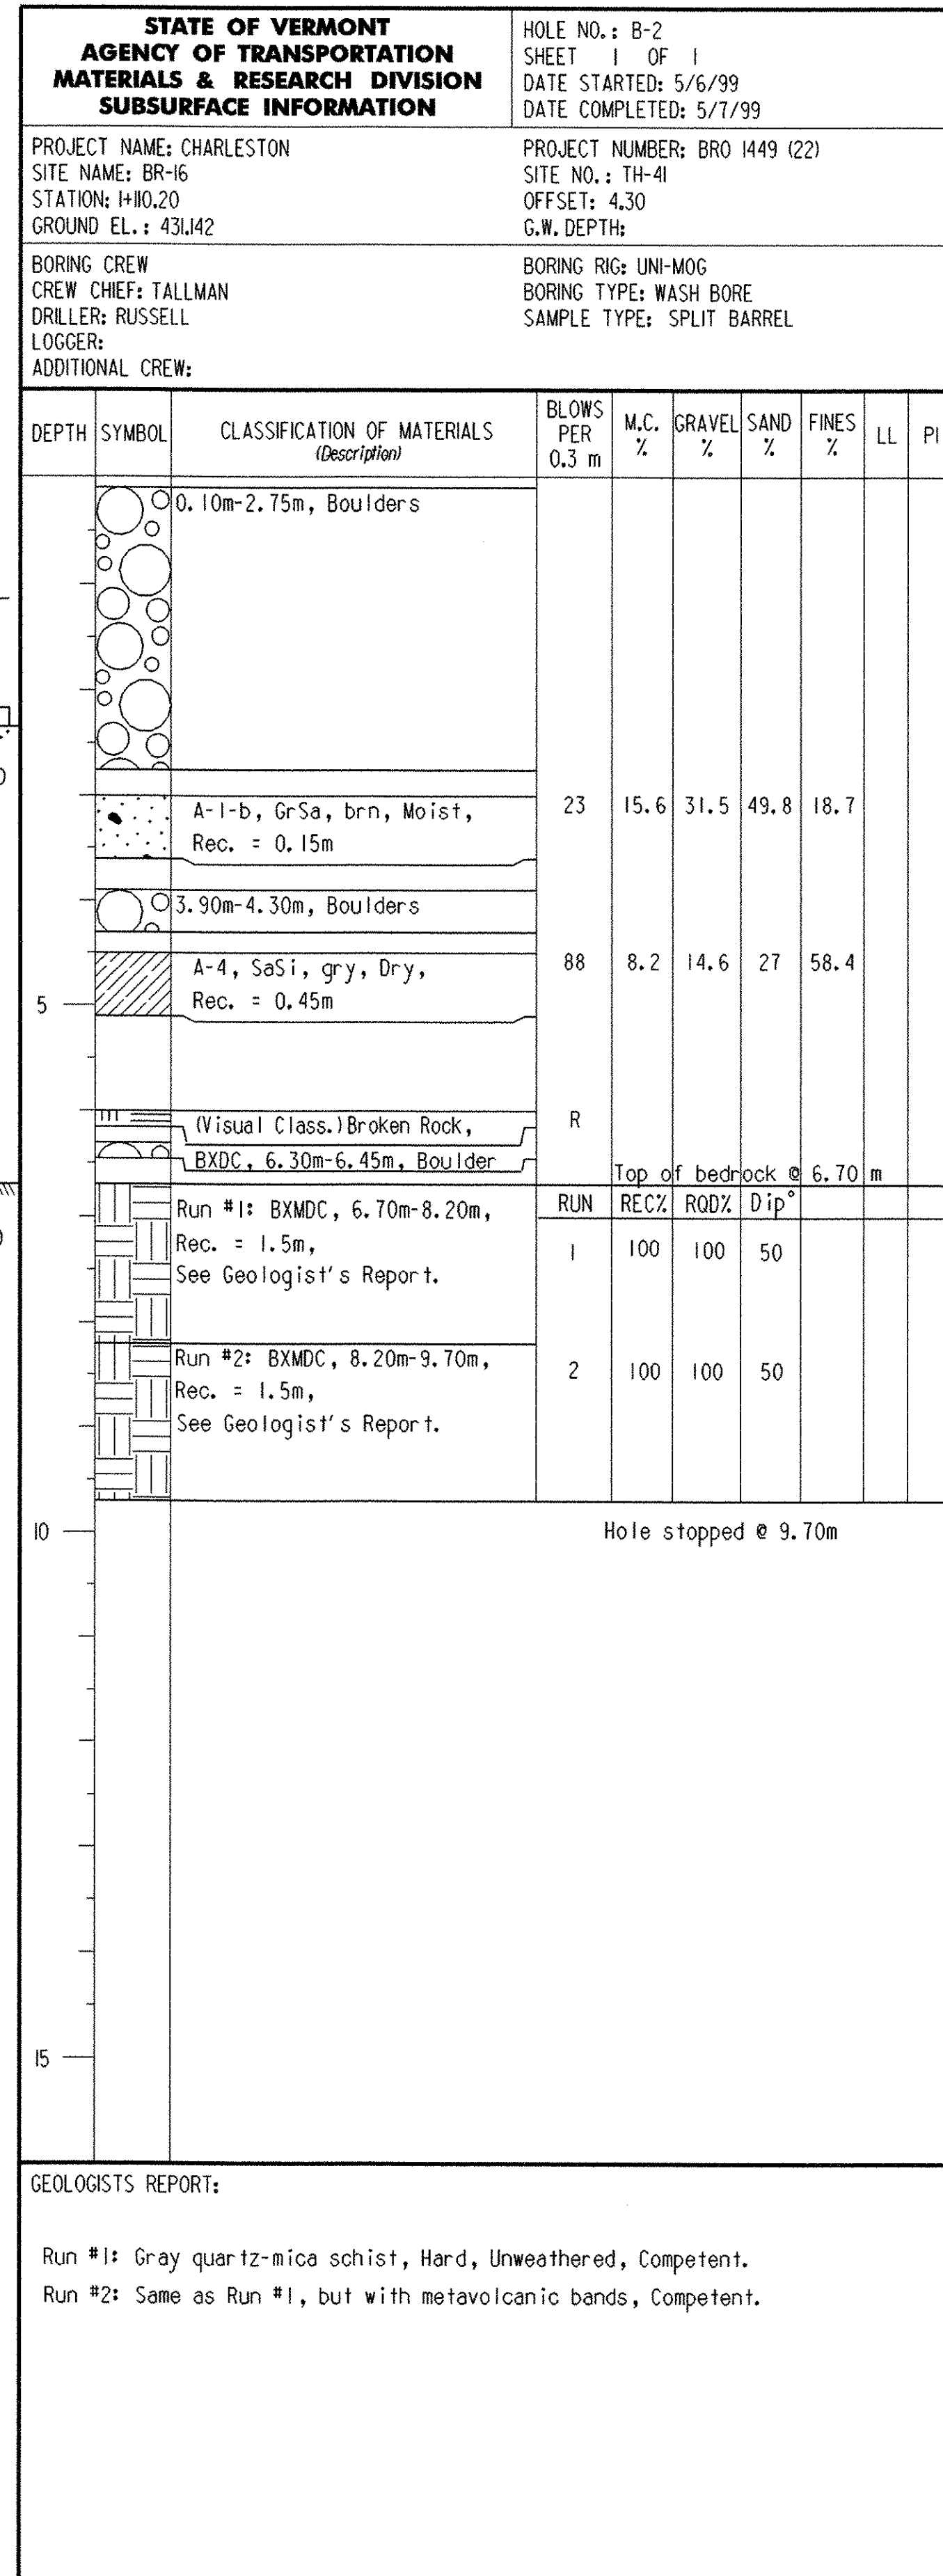 STATE OF VERMONT
AGENCY OF TRANSPORTATION
MATERIALS & RESEARCH DIVISION
SUBSURFACE INFORMATION
HOLE NO.: B-2
SHEET 1 OF 1
DATE STARTED: 5/6/99
DATE COMPLETED: 5/7/99
PROJECT NAME: CHARLESTON
SITE NAME: BR-16
STATION: 1+110.20
GROUND EL.: 431.142
PROJECT NUMBER: BRO 1449 (22)
SITE NO.: TH-41
OFFSET: 4.30
G.W. DEPTH:
BORING CREW
CREW CHIEF: TALLMAN
DRILLER: RUSSELL
LOGGER:
ADDITIONAL CREW:
BORING RIG: UNI-MOG
BORING TYPE: WASH BORE
SAMPLE TYPE: SPLIT BARREL
DEPTH SYMBOL CLASSIFICATION OF MATERIALS (Description) BLOWS PER 0.3 m M.C. % GRAVEL % SAND % FINES % LL PI
0.10m-2.75m, Boulders
A-1-b, GrSa, brn, Moist, 23 15.6 31.5 49.8 18.7
Rec. = 0.15m
3.90m-4.30m, Boulders
A-4, SaSi, gry, Dry, 88 8.2 14.6 27 58.4
5 Rec. = 0.45m
(Visual Class.)Broken Rock, R
BXDC, 6.30m-6.45m, Boulder
Top of bedrock @ 6.70 m
RUN REC% RQD% Dip°
Run #1: BXMDC, 6.70m-8.20m,
Rec. = 1.5m, 1 100 100 50
See Geologist's Report.
Run #2: BXMDC, 8.20m-9.70m,
Rec. = 1.5m, 2 100 100 50
See Geologist's Report.
10 Hole stopped @ 9.70m
15
GEOLOGISTS REPORT:
Run #1: Gray quartz-mica schist, Hard, Unweathered, Competent.
Run #2: Same as Run #1, but with metavolcanic bands, Competent.